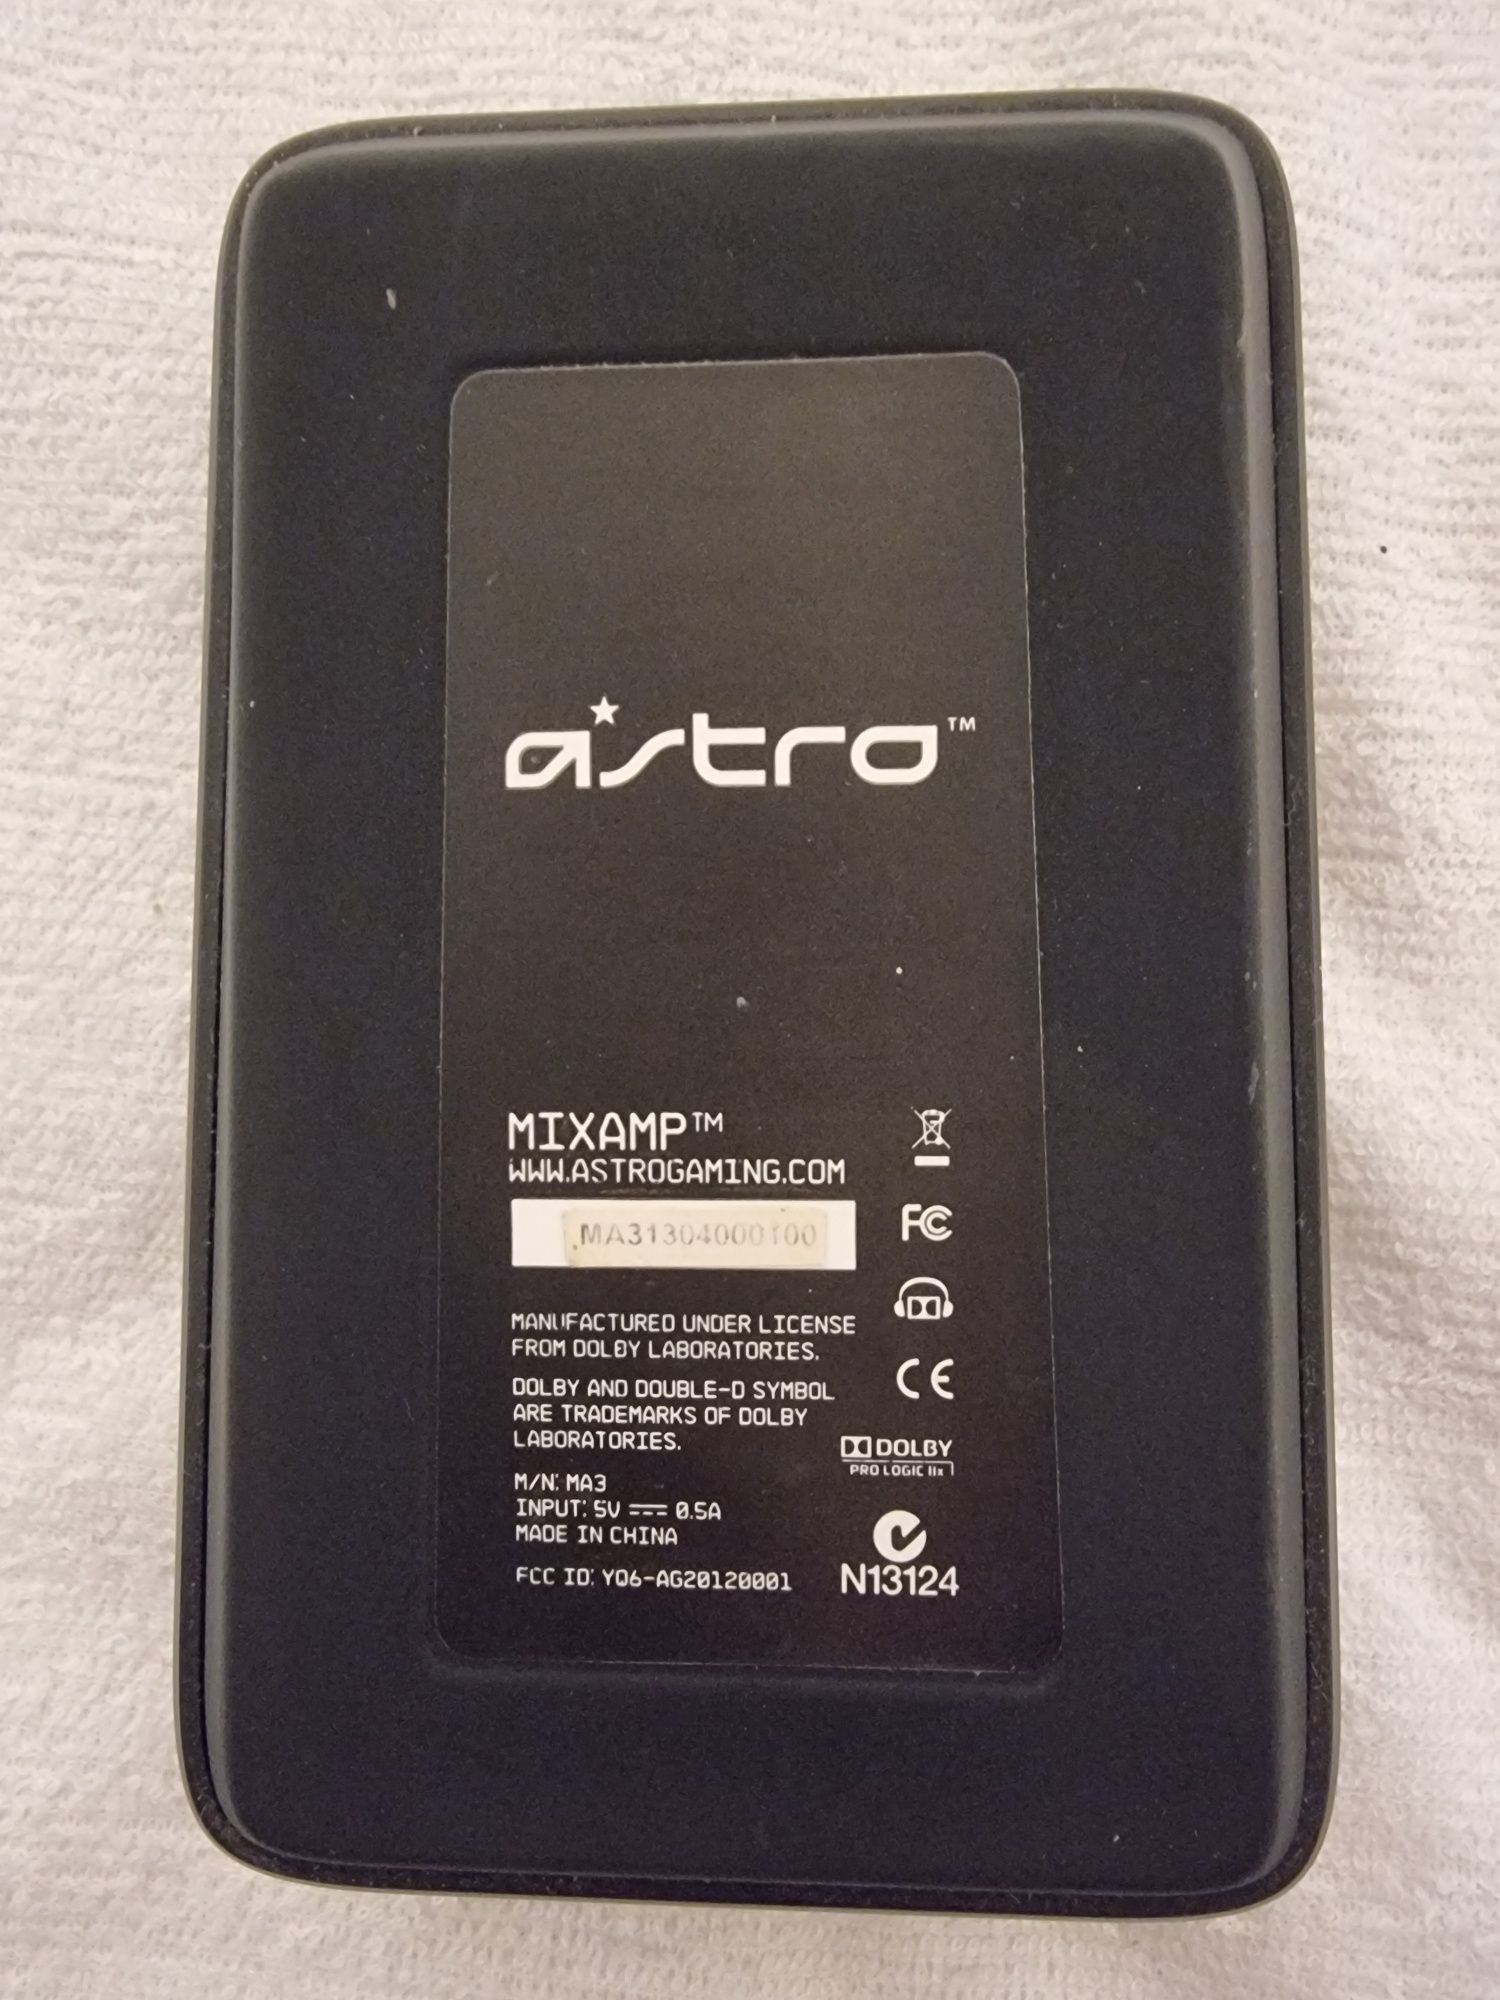 astro™
MIXAMP™
WWW.ASTROGAMING.COM
MA31304000100
FC
MANUFACTURED UNDER LICENSE
FROM DOLBY LABORATORIES.
CE
DOLBY AND DOUBLE-D SYMBOL
ARE TRADEMARKS OF DOLBY
LABORATORIES.
DOLBY
PRO LOGIC IIx
M/N: MA3
INPUT: 5V ⎓ 0.5A
MADE IN CHINA
FCC ID: YQ6-AG20120001
N13124